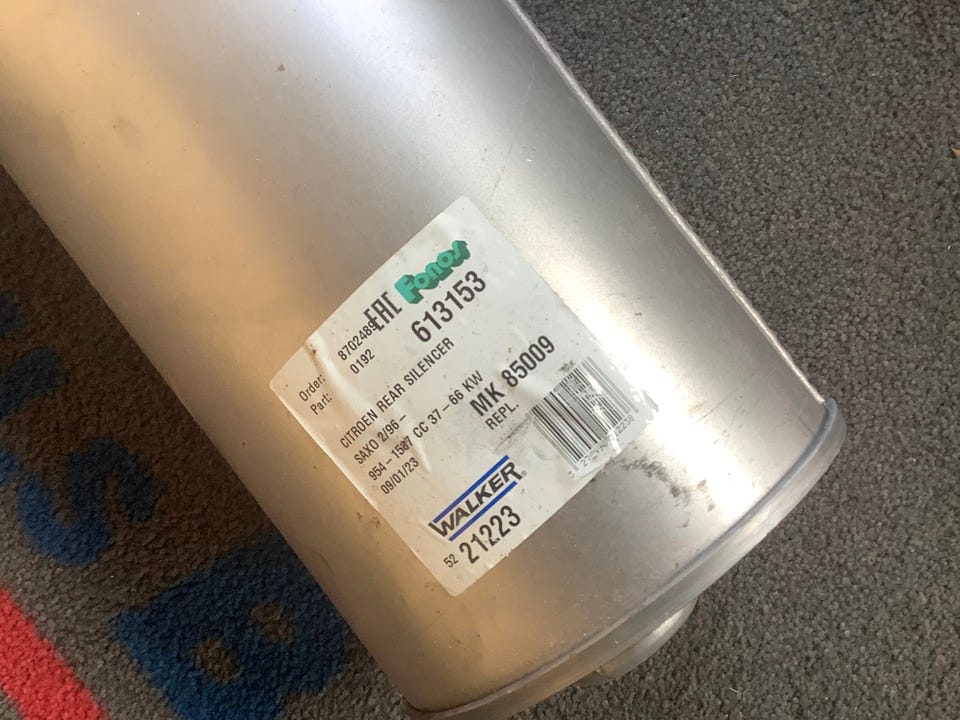 Order: 8702489 EAC Fonos
Part: 0192 613153
CITROEN REAR SILENCER
SAXO 2/96-
954-1587 CC 37-66 KW
09/01/23
MK 85009
REPL.
WALKER®
52 21223